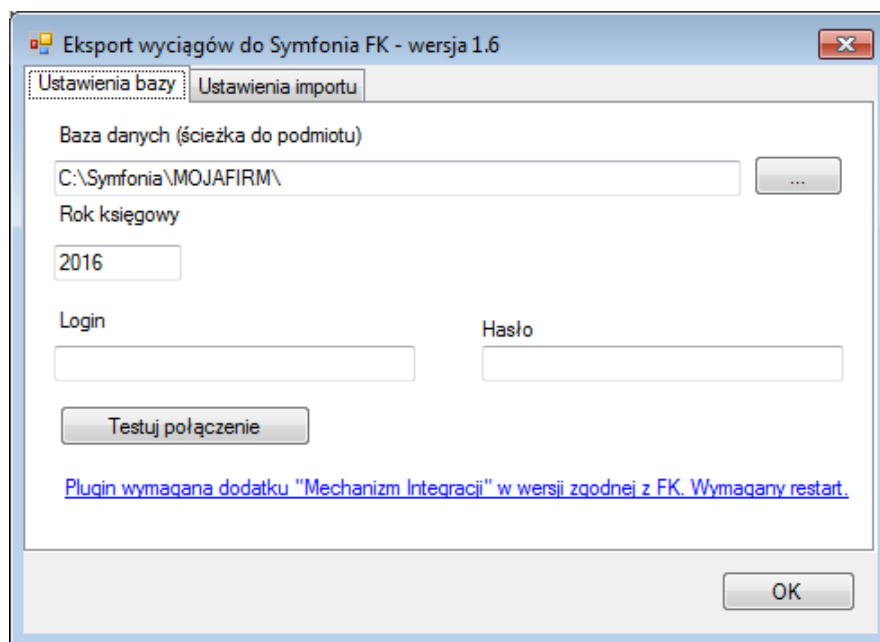 Eksport wyciągów do Symfonia FK - wersja 1.6
Ustawienia bazy Ustawienia importu
Baza danych (ścieżka do podmiotu)
C:\Symfonia\MOJAFIRM\ ...
Rok księgowy
2016
Login Hasło
Testuj połączenie
Plugin wymagana dodatku "Mechanizm Integracji" w wersji zgodnej z FK. Wymagany restart.
OK